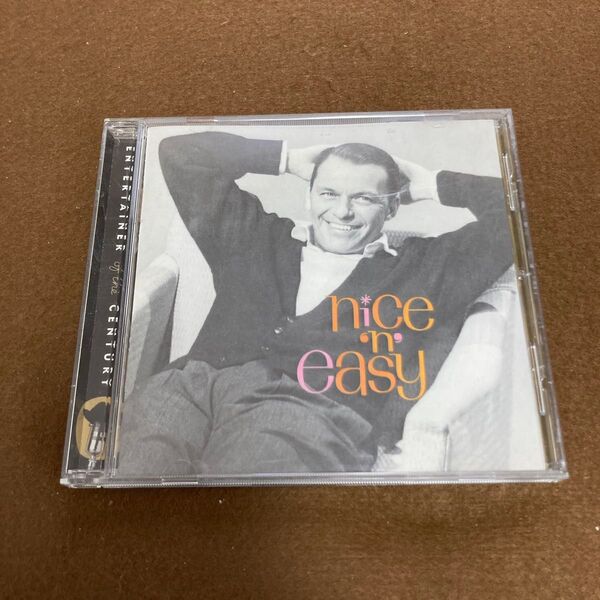 ENTERTAINER of the CENTURY
nice
'n'
easy